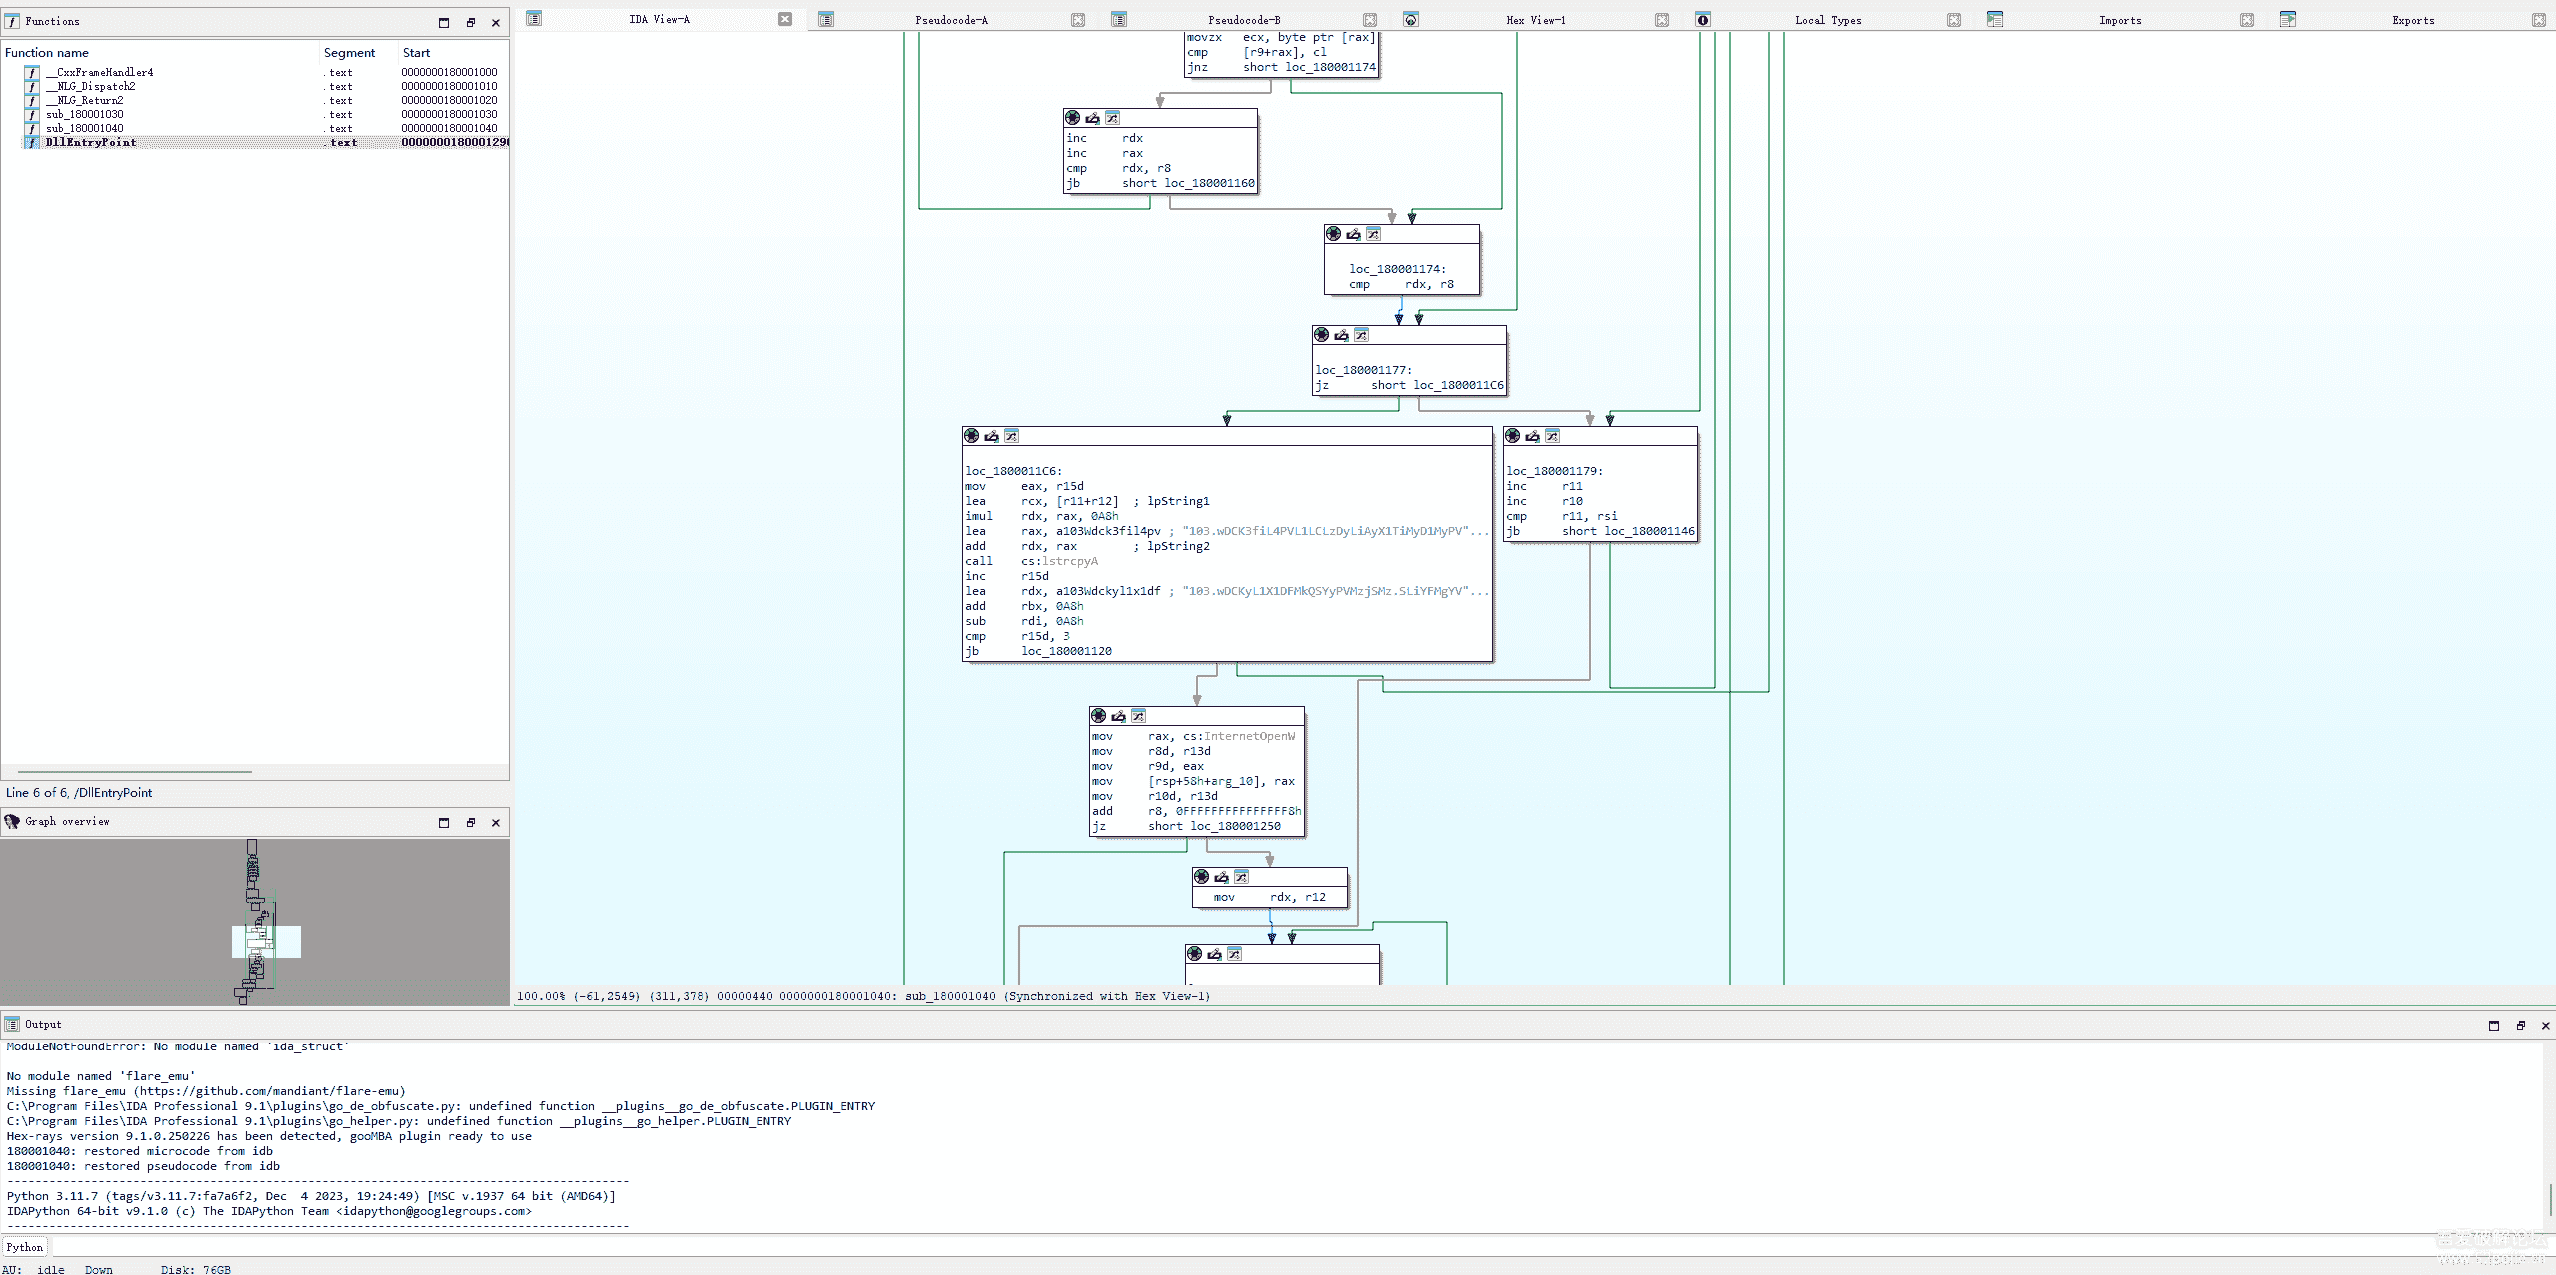 Functions
Function name Segment Start
__CxxFrameHandler4 .text 0000000180001000
__NLG_Dispatch2 .text 0000000180001010
__NLG_Return2 .text 0000000180001020
sub_180001030 .text 0000000180001030
sub_180001040 .text 0000000180001040
DllEntryPoint .text 0000000180001290
Line 6 of 6, /DllEntryPoint
Graph overview
IDA View-A Pseudocode-A Pseudocode-B Hex View-1 Local Types Imports Exports
movzx ecx, byte ptr [rax]
cmp [r9+rax], cl
jnz short loc_180001174
inc rdx
inc rax
cmp rdx, r8
jb short loc_180001160
loc_180001174:
cmp rdx, r8
loc_180001177:
jz short loc_1800011C6
loc_1800011C6:
mov eax, r15d
lea rcx, [r11+r12] ; lpString1
imul rdx, rax, 0A8h
lea rax, a103Wdck3fil4pv ; "103.wDCK3fiL4PVL1LCLzDyLiAyX1TiMyD1MyPV"...
add rdx, rax ; lpString2
call cs:lstrcpyA
inc r15d
lea rdx, a103Wdckyl1x1df ; "103.wDCKyL1X1DFMkQSYyPVMzjSMz.SLiYFMgYV"...
add rbx, 0A8h
sub rdi, 0A8h
cmp r15d, 3
jb loc_180001120
loc_180001179:
inc r11
inc r10
cmp r11, rsi
jb short loc_180001146
mov rax, cs:InternetOpenW
mov r8d, r13d
mov r9d, eax
mov [rsp+58h+arg_10], rax
mov r10d, r13d
add r8, 0FFFFFFFFFFFFFFF8h
jz short loc_180001250
mov rdx, r12
100.00% (-61,2549) (311,378) 00000440 0000000180001040: sub_180001040 (Synchronized with Hex View-1)
Output
ModuleNotFoundError: No module named 'ida_struct'
No module named 'flare_emu'
Missing flare_emu (https://github.com/mandiant/flare-emu)
C:\Program Files\IDA Professional 9.1\plugins\go_de_obfuscate.py: undefined function __plugins__go_de_obfuscate.PLUGIN_ENTRY
C:\Program Files\IDA Professional 9.1\plugins\go_helper.py: undefined function __plugins__go_helper.PLUGIN_ENTRY
Hex-rays version 9.1.0.250226 has been detected, gooMBA plugin ready to use
180001040: restored microcode from idb
180001040: restored pseudocode from idb
-----------------------------------------------------------------------------------------
Python 3.11.7 (tags/v3.11.7:fa7a6f2, Dec  4 2023, 19:24:49) [MSC v.1937 64 bit (AMD64)]
IDAPython 64-bit v9.1.0 (c) The IDAPython Team <idapython@googlegroups.com>
-----------------------------------------------------------------------------------------
Python
AU: idle Down Disk: 76GB